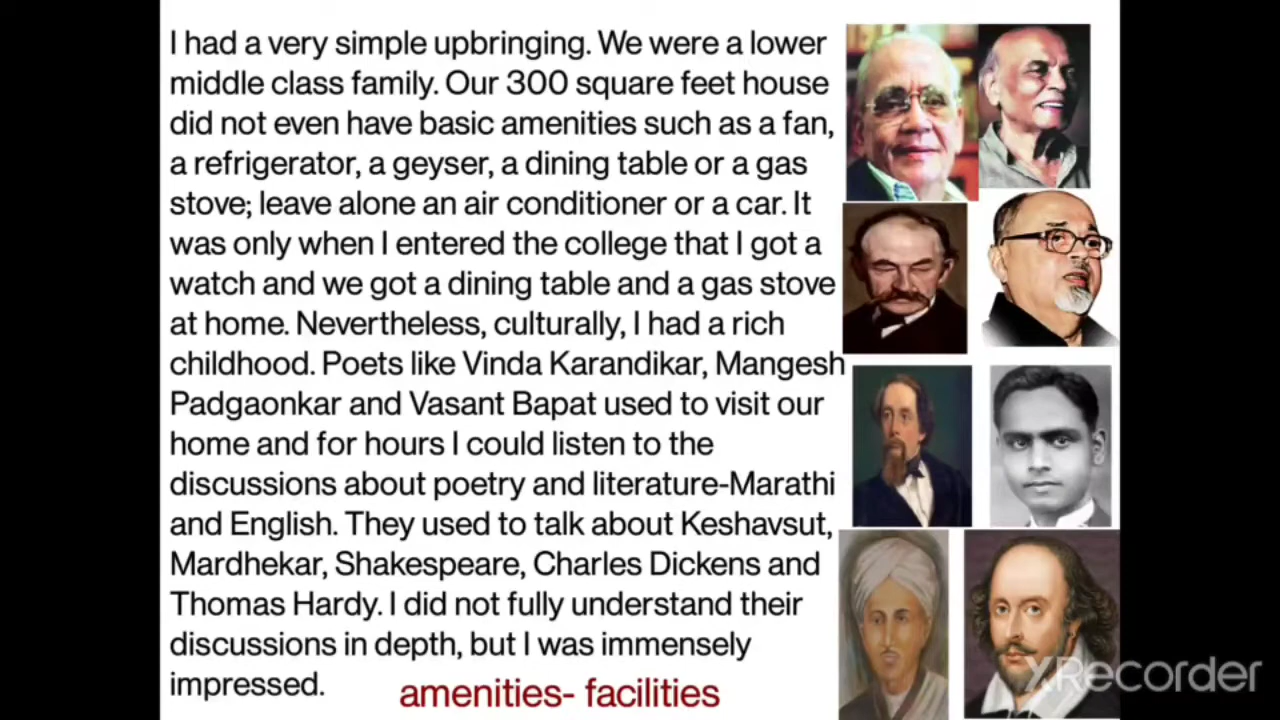 I had a very simple upbringing. We were a lower
middle class family. Our 300 square feet house
did not even have basic amenities such as a fan,
a refrigerator, a geyser, a dining table or a gas
stove; leave alone an air conditioner or a car. It
was only when I entered the college that I got a
watch and we got a dining table and a gas stove
at home. Nevertheless, culturally, I had a rich
childhood. Poets like Vinda Karandikar, Mangesh
Padgaonkar and Vasant Bapat used to visit our
home and for hours I could listen to the
discussions about poetry and literature-Marathi
and English. They used to talk about Keshavsut,
Mardhekar, Shakespeare, Charles Dickens and
Thomas Hardy. I did not fully understand their
discussions in depth, but I was immensely
impressed.
amenities- facilities
XRecorder